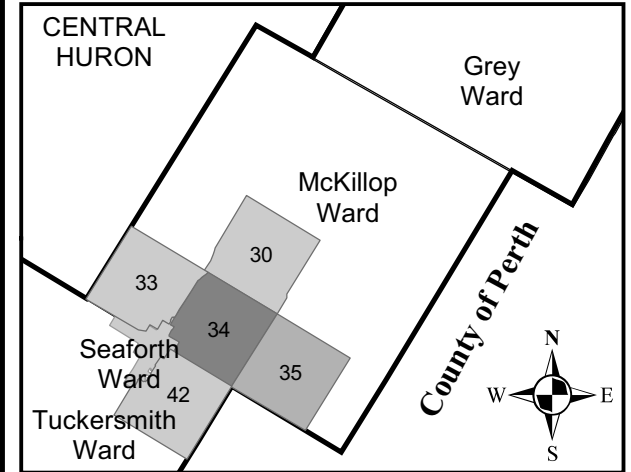 CENTRAL
HURON
Grey
Ward
McKillop
Ward
30
33
34
35
Seaforth
Ward
42
Tuckersmith
Ward
County of Perth
N
W
E
S